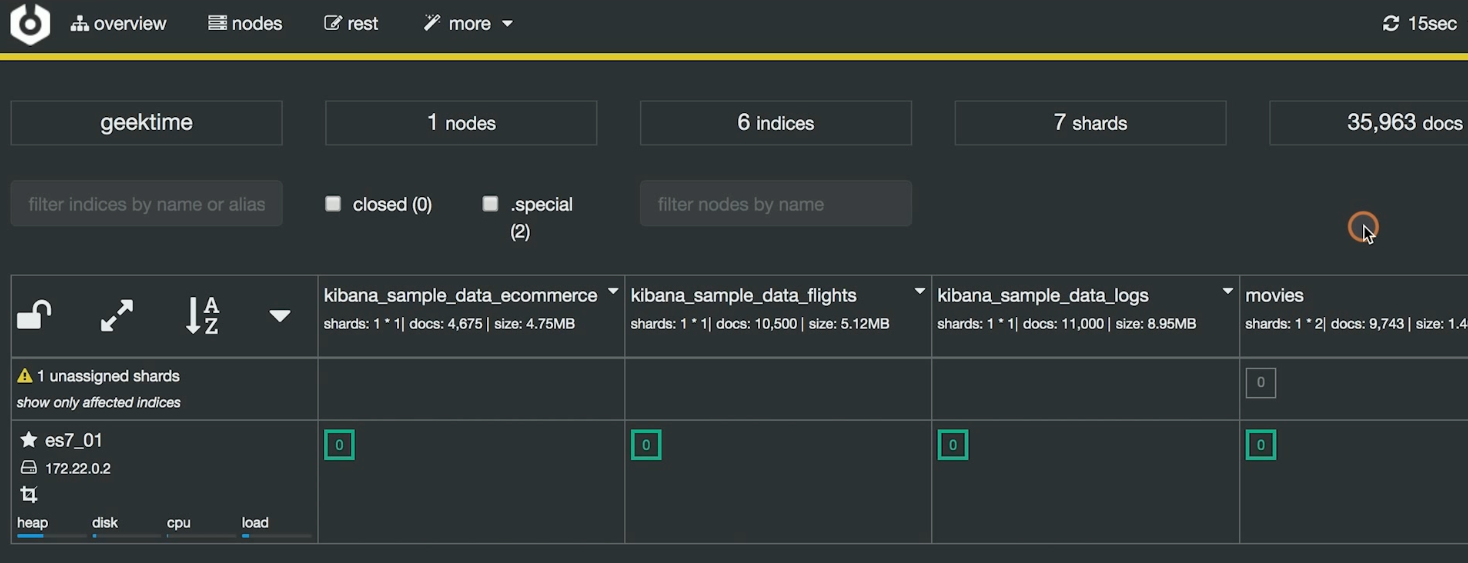 overview nodes rest more 15sec
geektime 1 nodes 6 indices 7 shards 35,963 docs
filter indices by name or alias closed (0) .special (2) filter nodes by name
kibana_sample_data_ecommerce kibana_sample_data_flights kibana_sample_data_logs movies
shards: 1 * 1| docs: 4,675 | size: 4.75MB shards: 1 * 1| docs: 10,500 | size: 5.12MB shards: 1 * 1| docs: 11,000 | size: 8.95MB shards: 1 * 2| docs: 9,743 | size: 1.4
A
Z
1 unassigned shards 0
show only affected indices
es7_01 0 0 0 0
172.22.0.2
heap disk cpu load